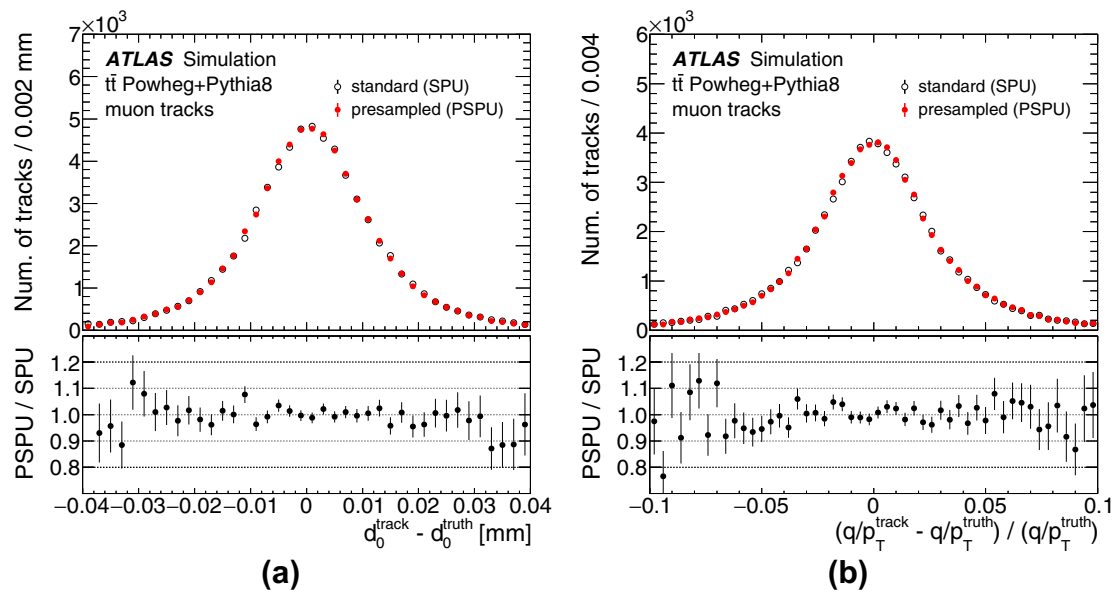 ×10³
7
6
5
4
3
2
1
0
Num. of tracks / 0.002 mm
ATLAS Simulation
tt̄ Powheg+Pythia8
muon tracks
standard (SPU)
presampled (PSPU)
1.2
1.1
1.0
0.9
0.8
PSPU / SPU
−0.04 −0.03 −0.02 −0.01 0 0.01 0.02 0.03 0.04
d₀^track - d₀^truth [mm]
(a)
×10³
6
5
4
3
2
1
0
Num. of tracks / 0.004
ATLAS Simulation
tt̄ Powheg+Pythia8
muon tracks
standard (SPU)
presampled (PSPU)
1.2
1.1
1.0
0.9
0.8
PSPU / SPU
−0.1 −0.05 0 0.05 0.1
(q/p_T^track - q/p_T^truth) / (q/p_T^truth)
(b)